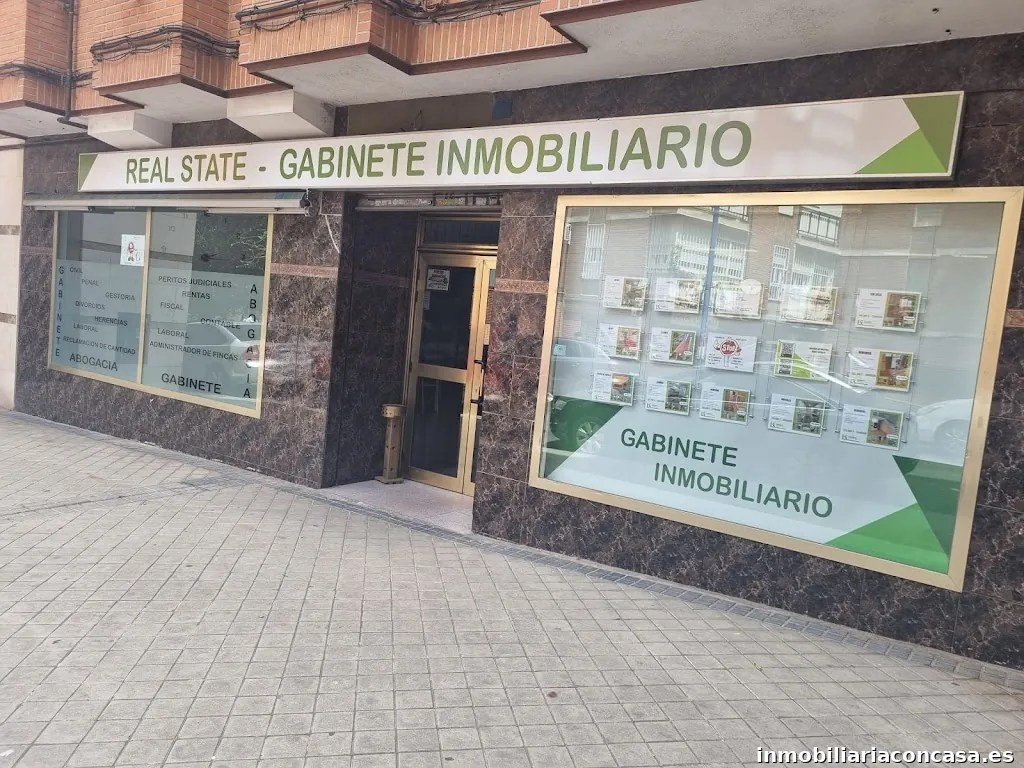 REAL STATE - GABINETE INMOBILIARIO
GABINETE
CIVIL
PENAL
GESTORIA
DIVORCIOS
HERENCIAS
LABORAL
RECLAMACIÓN DE CANTIDAD
ABOGACIA
PERITOS JUDICIALES
RENTAS
FISCAL
CONTABLE
LABORAL
ADMINISTRADOR DE FINCAS
GABINETE
ABOGACIA
GABINETE
INMOBILIARIO
inmobiliariaconcasa.es